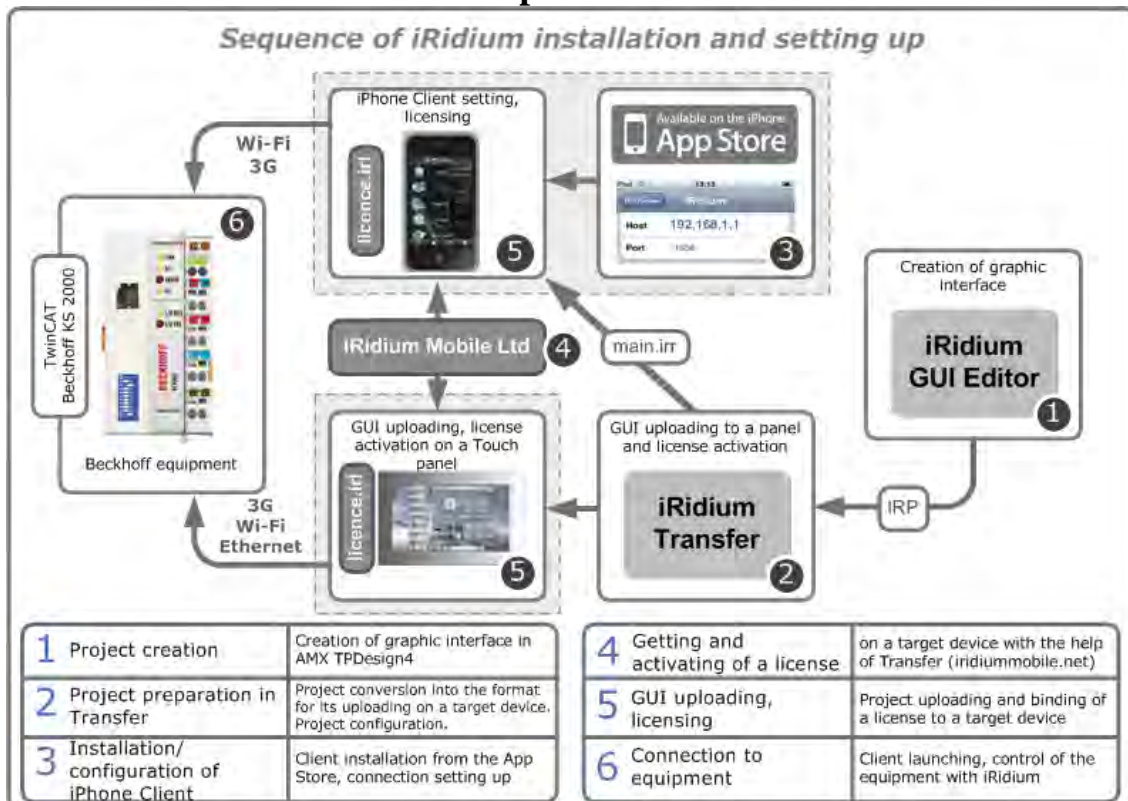 Sequence of iRidium installation and setting up
iPhone Client setting,
licensing
licence.irl
5
Wi-Fi
3G
Available on the iPhone
App Store
iRidium
Host 192.168.1.1
Port
3
6
TwinCAT
Beckhoff KS 2000
BECKHOFF
Beckhoff equipment
iRidium Mobile Ltd
4
main.irr
Creation of graphic
interface
iRidium
GUI Editor
1
GUI uploading, license
activation on a Touch
panel
licence.irl
5
3G
Wi-Fi
Ethernet
GUI uploading to a panel
and license activation
iRidium
Transfer
2
IRP
1 Project creation
Creation of graphic interface in
AMX TPDesign4
2 Project preparation in
Transfer
Project conversion into the format
for its uploading on a target device.
Project configuration.
3 Installation/
configuration of
iPhone Client
Client installation from the App
Store, connection setting up
4 Getting and
activating of a license
on a target device with the help
of Transfer (iridiummobile.net)
5 GUI uploading,
licensing
Project uploading and binding of
a license to a target device
6 Connection to
equipment
Client launching, control of the
equipment with iRidium